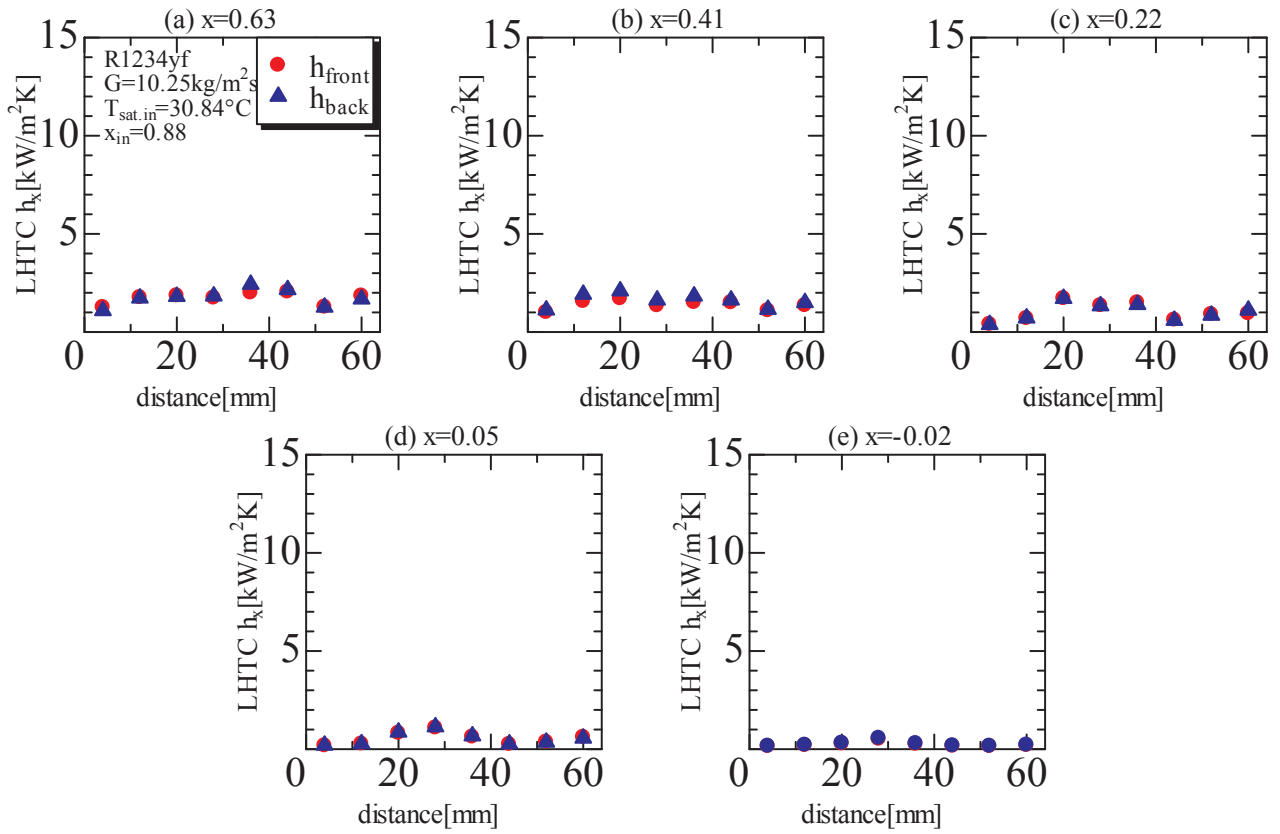 (a) x=0.63
LHTC hx[kW/m²K]
15
10
5
R1234yf
G=10.25kg/m²s
Tsat.in=30.84°C
xin=0.88
hfront
hback
0 20 40 60
distance[mm]
(b) x=0.41
LHTC hx[kW/m²K]
15
10
5
0 20 40 60
distance[mm]
(c) x=0.22
LHTC hx[kW/m²K]
15
10
5
0 20 40 60
distance[mm]
(d) x=0.05
LHTC hx[kW/m²K]
15
10
5
0 20 40 60
distance[mm]
(e) x=-0.02
LHTC hx[kW/m²K]
15
10
5
0 20 40 60
distance[mm]